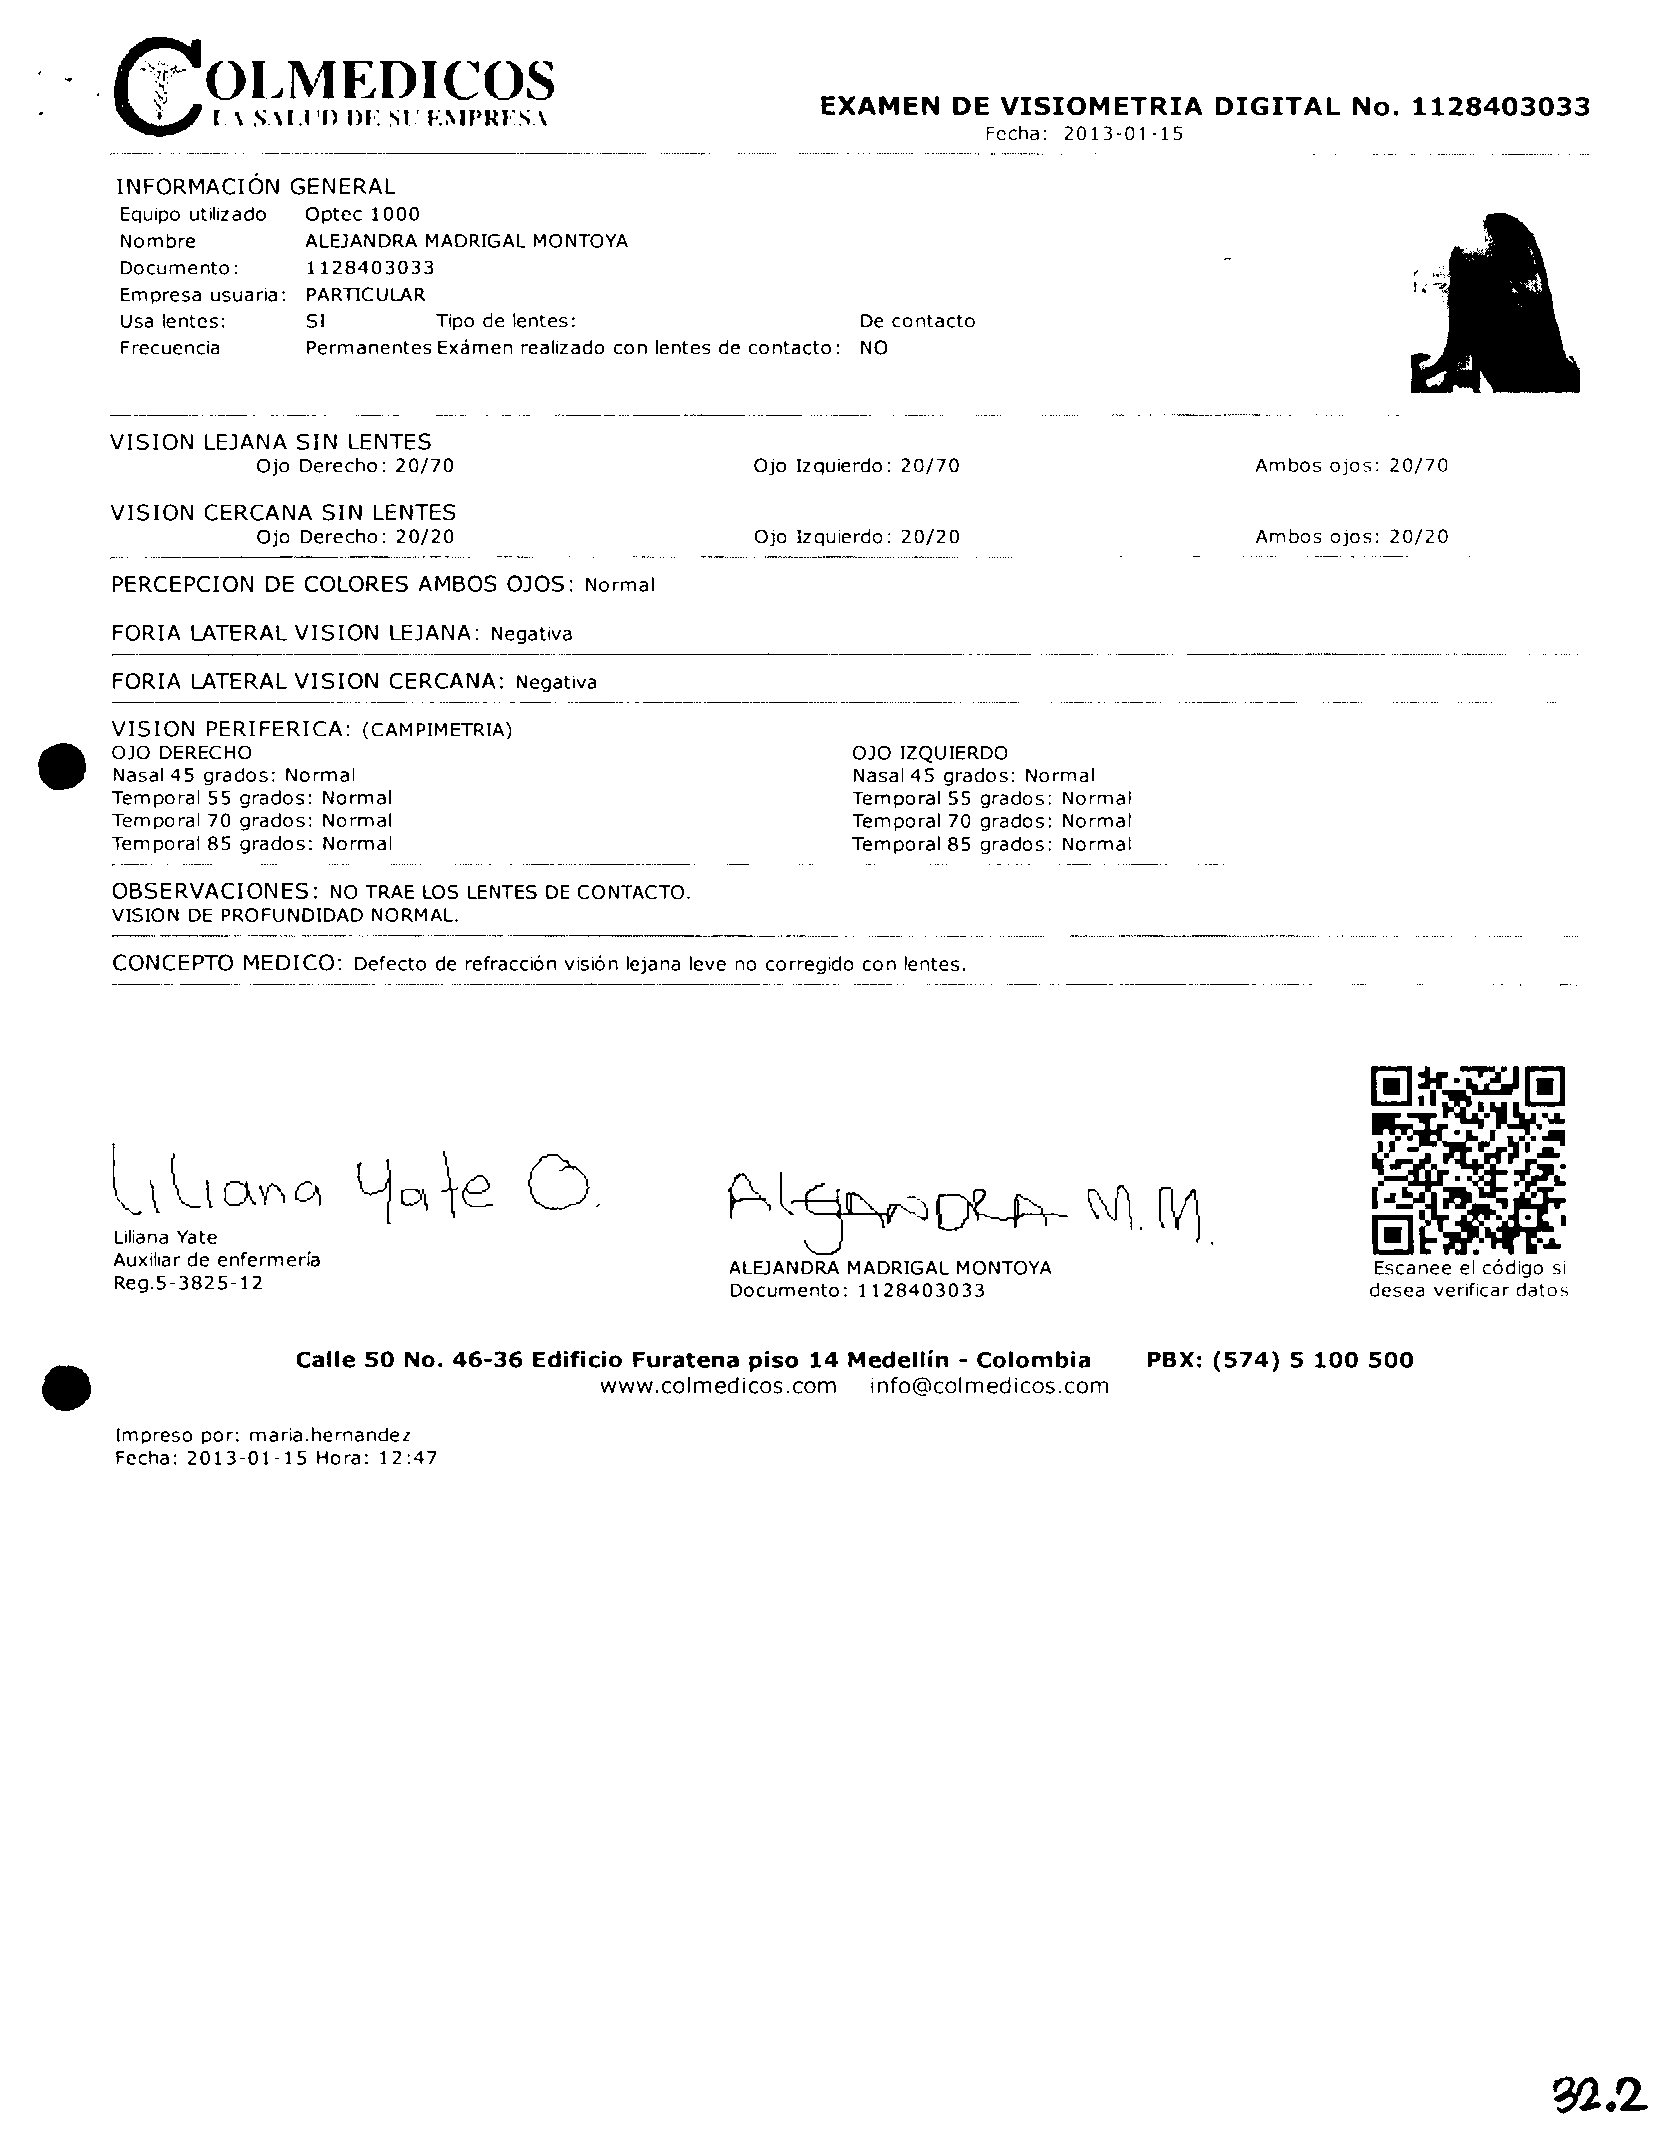 COLMEDICOS
LA SALUD DE SU EMPRESA
EXAMEN DE VISIOMETRIA DIGITAL No. 1128403033
Fecha: 2013-01-15
INFORMACIÓN GENERAL
Equipo utilizado Optec 1000
Nombre ALEJANDRA MADRIGAL MONTOYA
Documento: 1128403033
Empresa usuaria: PARTICULAR
Usa lentes: SI Tipo de lentes: De contacto
Frecuencia Permanentes Exámen realizado con lentes de contacto: NO
VISION LEJANA SIN LENTES
Ojo Derecho: 20/70 Ojo Izquierdo: 20/70 Ambos ojos: 20/70
VISION CERCANA SIN LENTES
Ojo Derecho: 20/20 Ojo Izquierdo: 20/20 Ambos ojos: 20/20
PERCEPCION DE COLORES AMBOS OJOS: Normal
FORIA LATERAL VISION LEJANA: Negativa
FORIA LATERAL VISION CERCANA: Negativa
VISION PERIFERICA: (CAMPIMETRIA)
OJO DERECHO OJO IZQUIERDO
Nasal 45 grados: Normal Nasal 45 grados: Normal
Temporal 55 grados: Normal Temporal 55 grados: Normal
Temporal 70 grados: Normal Temporal 70 grados: Normal
Temporal 85 grados: Normal Temporal 85 grados: Normal
OBSERVACIONES: NO TRAE LOS LENTES DE CONTACTO.
VISION DE PROFUNDIDAD NORMAL.
CONCEPTO MEDICO: Defecto de refracción visión lejana leve no corregido con lentes.
Liliana Yate O. AlejANDRA M.M.
Liliana Yate
Auxiliar de enfermería
Reg.5-3825-12
ALEJANDRA MADRIGAL MONTOYA
Documento: 1128403033
Escanee el código si
desea verificar datos
Calle 50 No. 46-36 Edificio Furatena piso 14 Medellín - Colombia PBX: (574) 5 100 500
www.colmedicos.com info@colmedicos.com
Impreso por: maria.hernandez
Fecha: 2013-01-15 Hora: 12:47
32.2